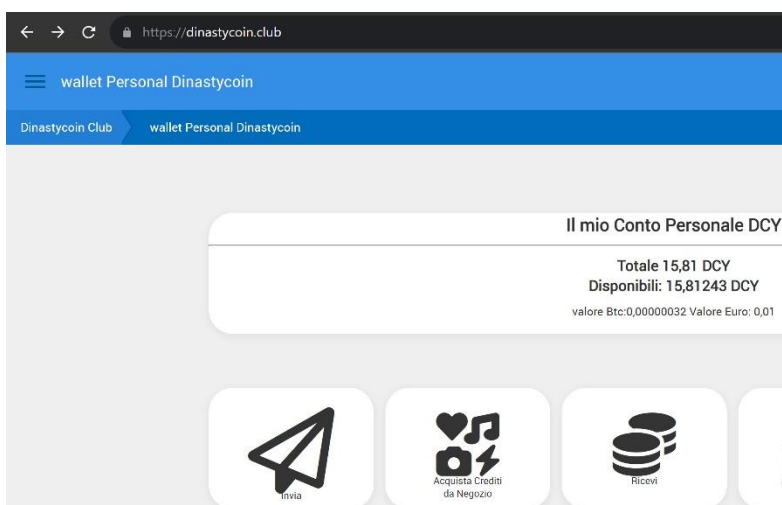 https://dinastycoin.club
wallet Personal Dinastycoin
Dinastycoin Club wallet Personal Dinastycoin
Il mio Conto Personale DCY
Totale 15,81 DCY
Disponibili: 15,81243 DCY
valore Btc:0,00000032 Valore Euro: 0,01
Invia
Acquista Crediti
da Negozio
Ricevi